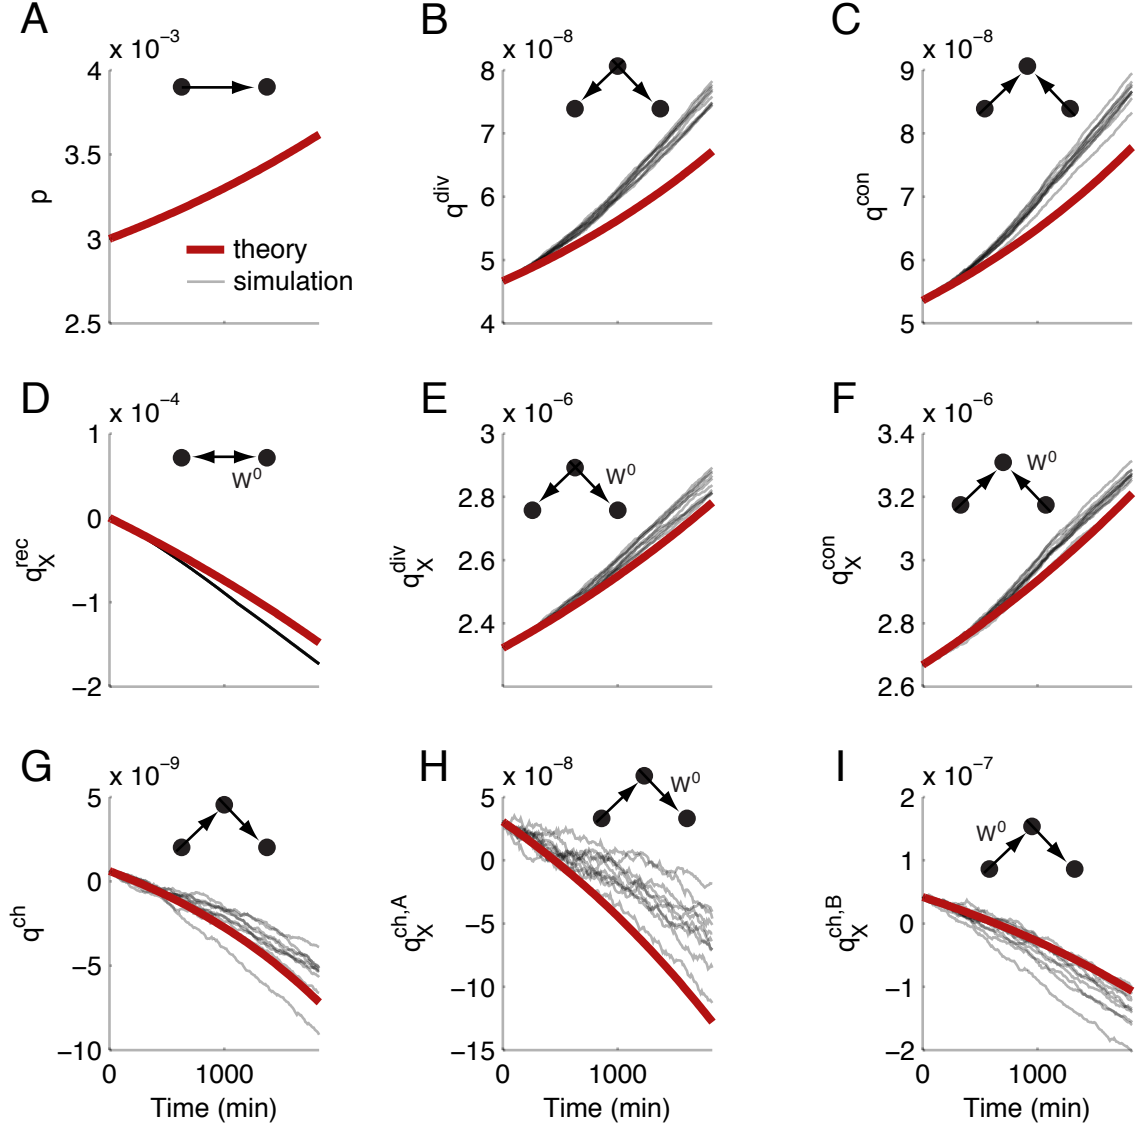 A
x 10⁻³
4
3.5
3
2.5
p
theory
simulation
B
x 10⁻⁸
8
7
6
5
4
q^div
C
x 10⁻⁸
9
8
7
6
5
q^con
D
x 10⁻⁴
1
0
−1
−2
q_X^rec
W⁰
E
x 10⁻⁶
3
2.8
2.6
2.4
q_X^div
W⁰
F
x 10⁻⁶
3.4
3.2
3
2.8
2.6
q_X^con
W⁰
G
x 10⁻⁹
5
0
−5
−10
q^ch
0 1000
Time (min)
H
x 10⁻⁸
5
0
−5
−10
−15
q_X^ch,A
W⁰
0 1000
Time (min)
I
x 10⁻⁷
2
1
0
−1
−2
q_X^ch,B
W⁰
0 1000
Time (min)